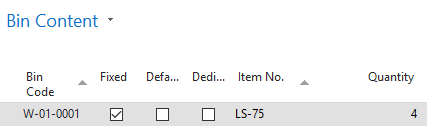 Bin Content
Bin Code Fixed Defa... Dedi... Item No. Quantity
W-01-0001 LS-75 4